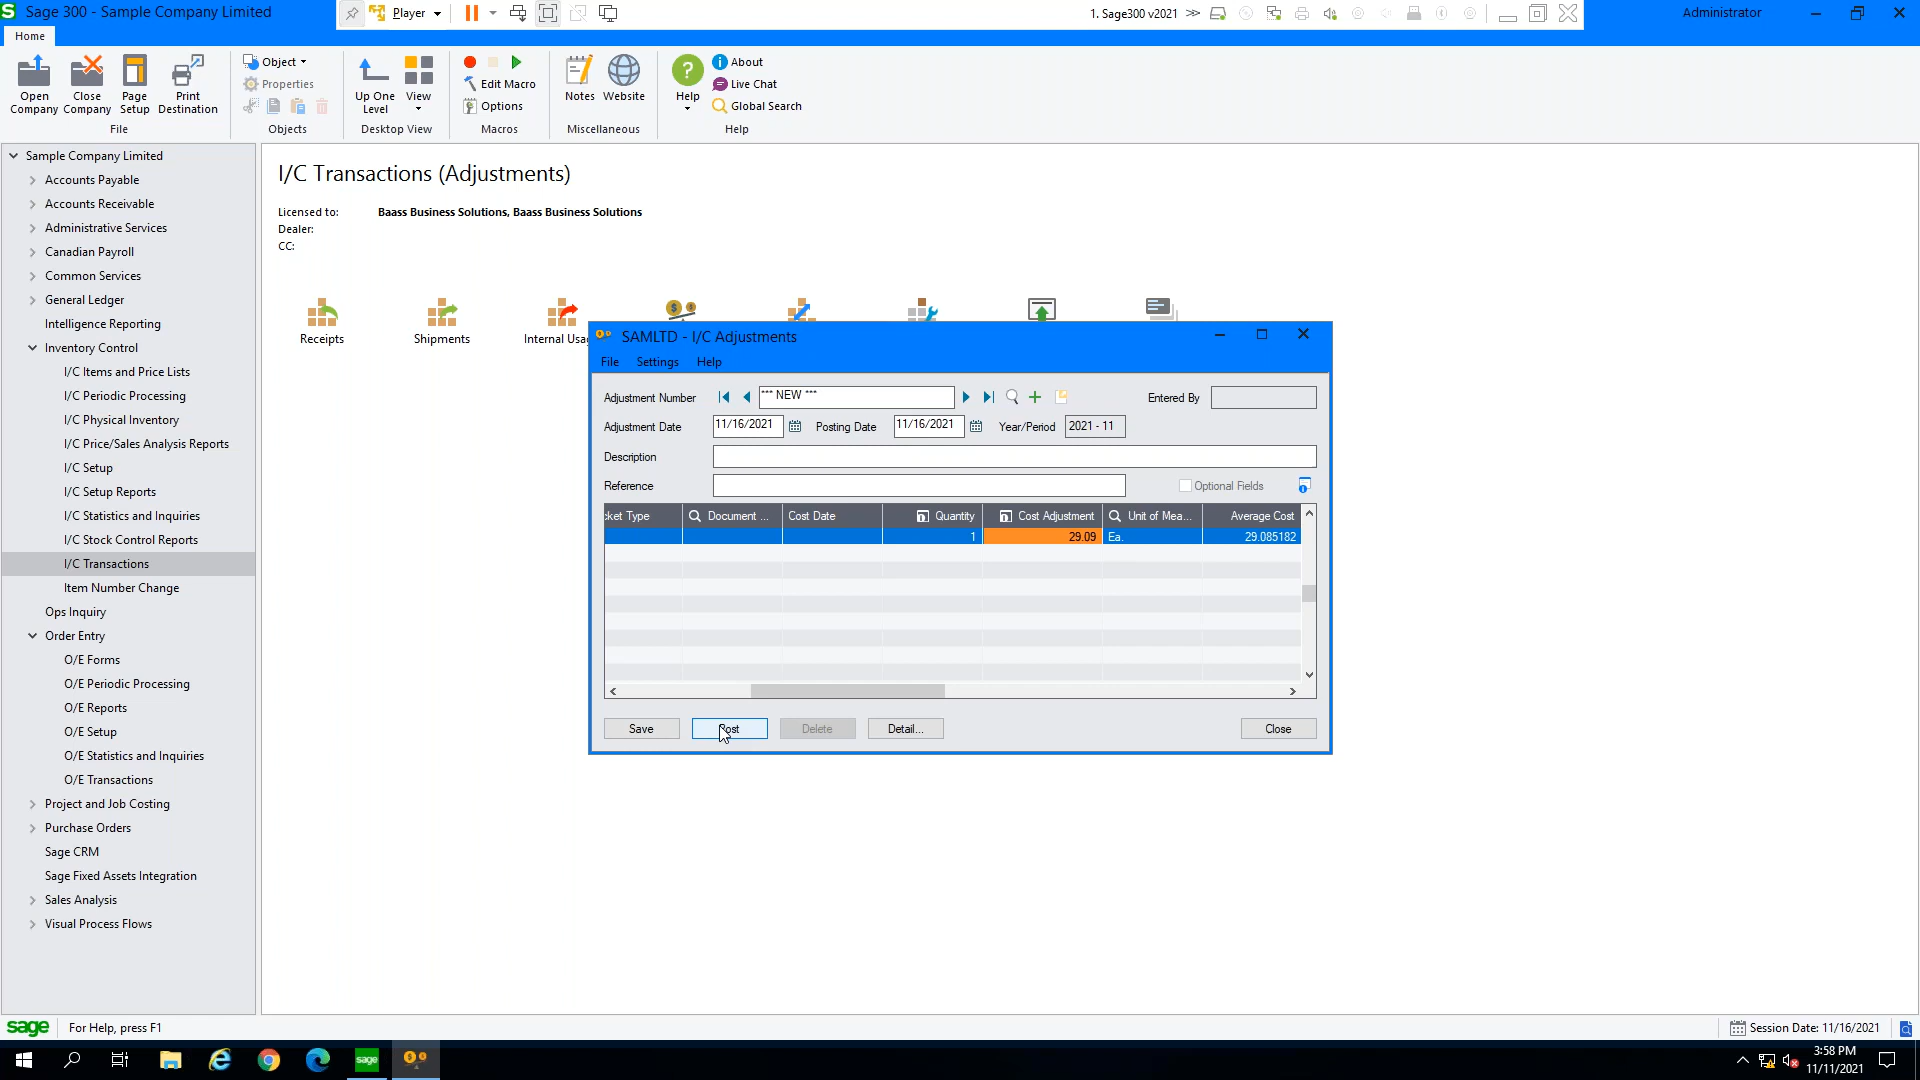 Sage 300 - Sample Company Limited
Player
1. Sage300 v2021
Administrator
Home
Open Company
Close Company
Page Setup
Print Destination
File
Object
Properties
Objects
Up One Level
View
Desktop View
Edit Macro
Options
Macros
Notes
Website
Miscellaneous
Help
About
Live Chat
Global Search
Help
Sample Company Limited
Accounts Payable
Accounts Receivable
Administrative Services
Canadian Payroll
Common Services
General Ledger
Intelligence Reporting
Inventory Control
I/C Items and Price Lists
I/C Periodic Processing
I/C Physical Inventory
I/C Price/Sales Analysis Reports
I/C Setup
I/C Setup Reports
I/C Statistics and Inquiries
I/C Stock Control Reports
I/C Transactions
Item Number Change
Ops Inquiry
Order Entry
O/E Forms
O/E Periodic Processing
O/E Reports
O/E Setup
O/E Statistics and Inquiries
O/E Transactions
Project and Job Costing
Purchase Orders
Sage CRM
Sage Fixed Assets Integration
Sales Analysis
Visual Process Flows
I/C Transactions (Adjustments)
Licensed to: Baass Business Solutions, Baass Business Solutions
Dealer:
CC:
Receipts
Shipments
Internal Usa
SAMLTD - I/C Adjustments
File Settings Help
Adjustment Number *** NEW *** Entered By
Adjustment Date 11/16/2021 Posting Date 11/16/2021 Year/Period 2021 - 11
Description
Reference Optional Fields
cket Type Document ... Cost Date Quantity Cost Adjustment Unit of Mea... Average Cost
1 29.09 Ea. 29.085182
Save Post Delete Detail... Close
sage For Help, press F1
Session Date: 11/16/2021
sage
3:58 PM
11/11/2021